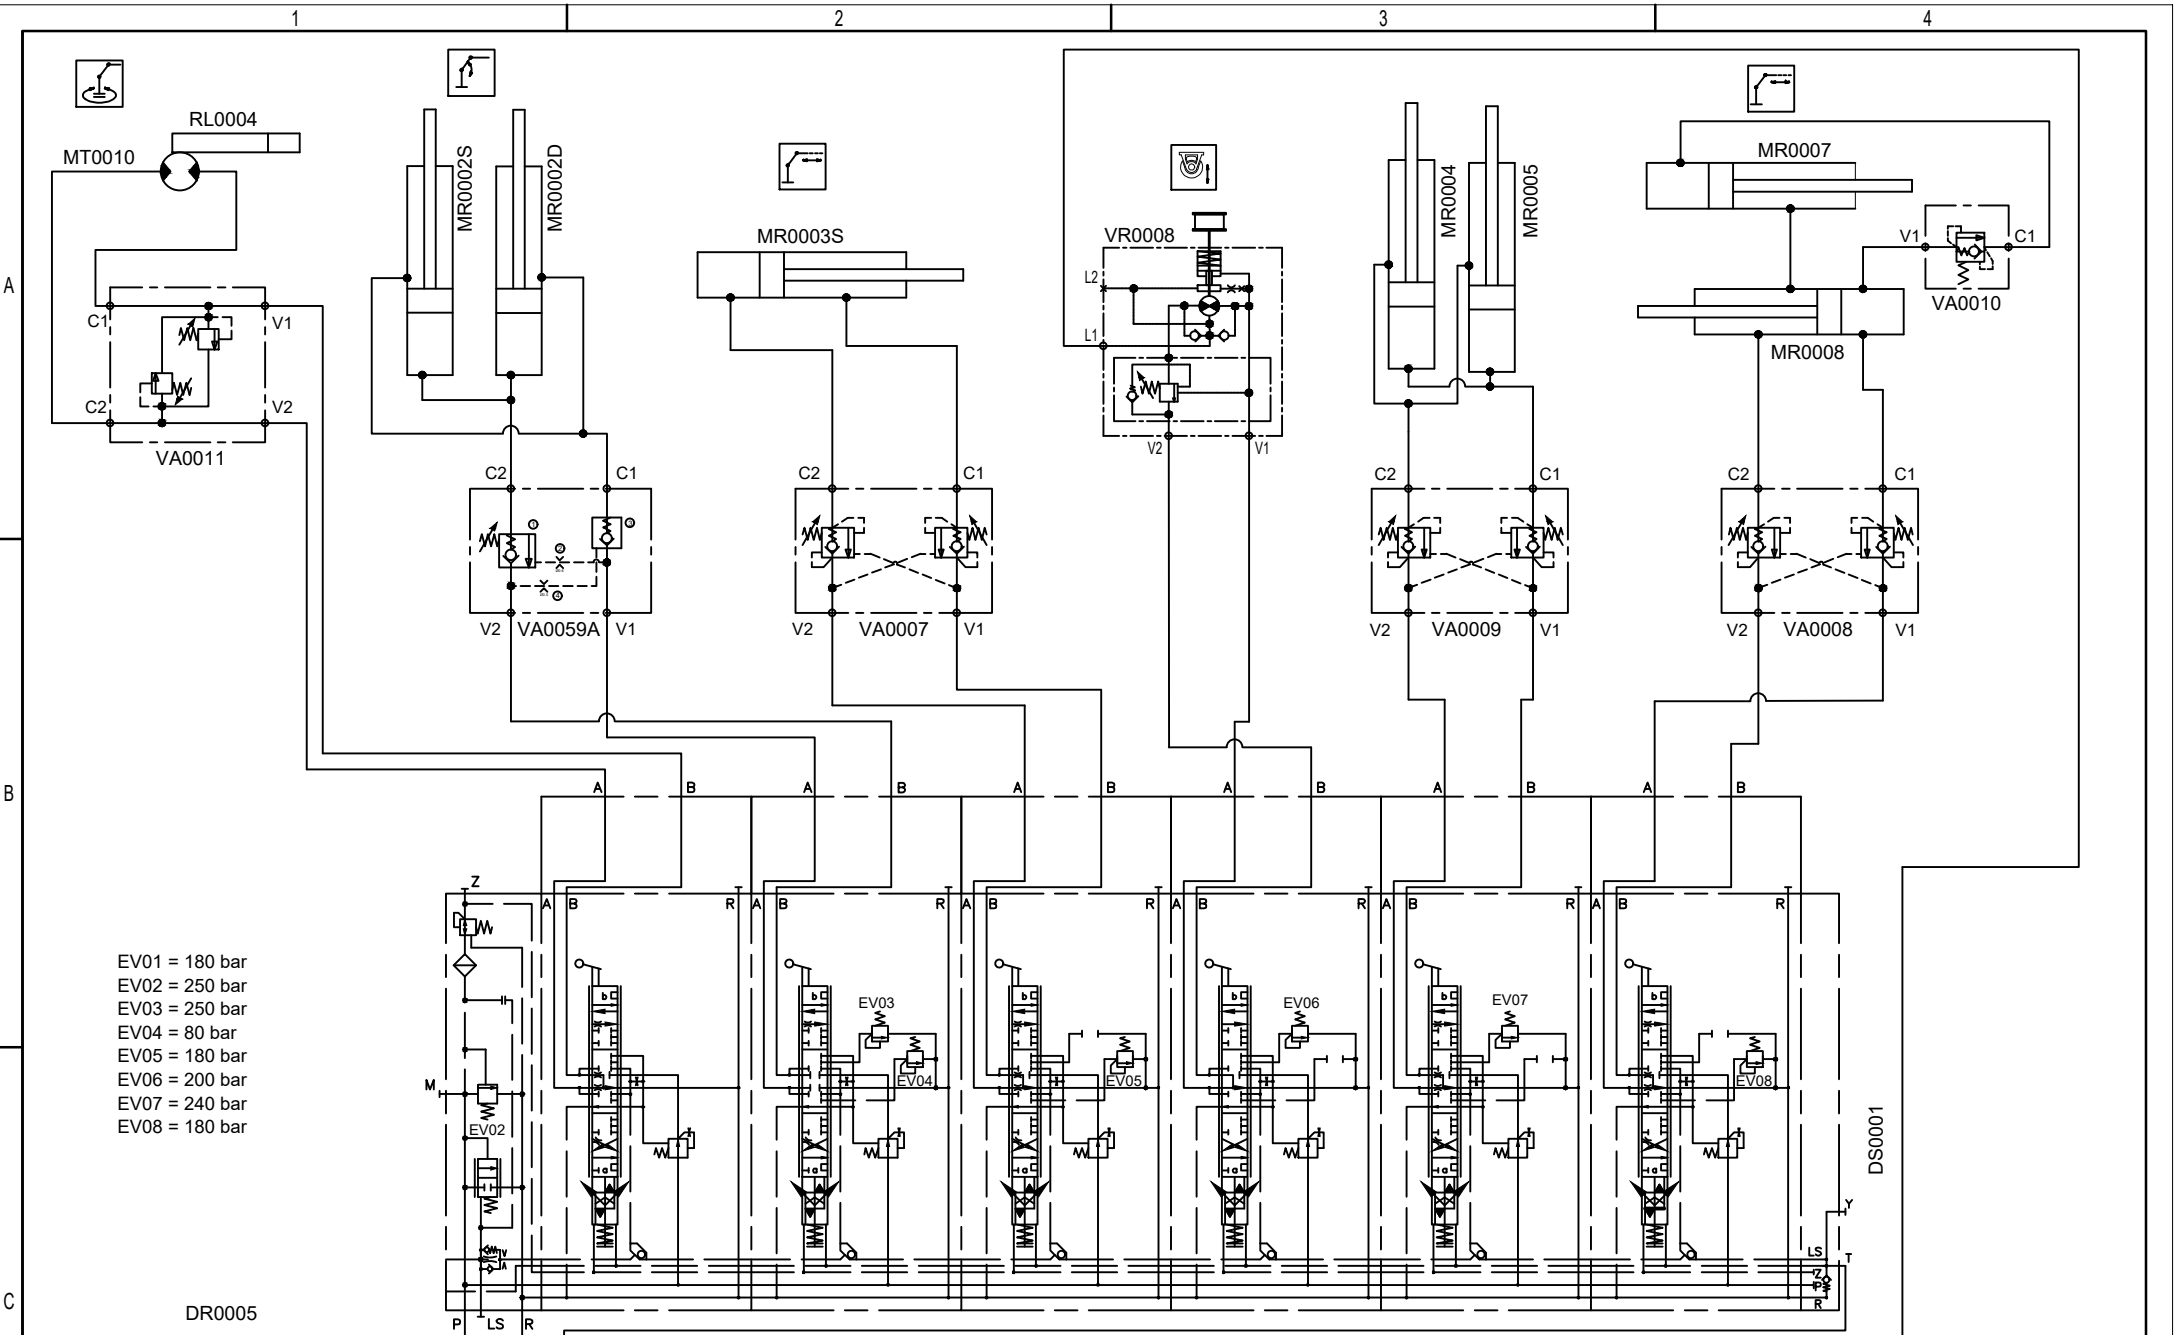 1 2 3 4
A
B
C
RL0004
MT0010
C1 V1
C2 V2
VA0011
MR0002S
MR0002D
C2 C1
1 3
2
4
V2 VA0059A V1
MR0003S
C2 C1
V2 VA0007 V1
VR0008
L2
L1
V2 V1
MR0004
MR0005
C2 C1
V2 VA0009 V1
MR0007
V1 C1
VA0010
MR0008
C2 C1
V2 VA0008 V1
A B A B A B A B A B A B
Z
A B R A B R A B R A B R A B R A B R
EV01 = 180 bar
EV02 = 250 bar
EV03 = 250 bar
EV04 = 80 bar
EV05 = 180 bar
EV06 = 200 bar
EV07 = 240 bar
EV08 = 180 bar
b b b b b b
EV03 EV06 EV07
EV04 EV05 EV08
M
EV02
a a a a a a
DS0001
Y
V
A
LS T
Z
P
R
DR0005
P LS R